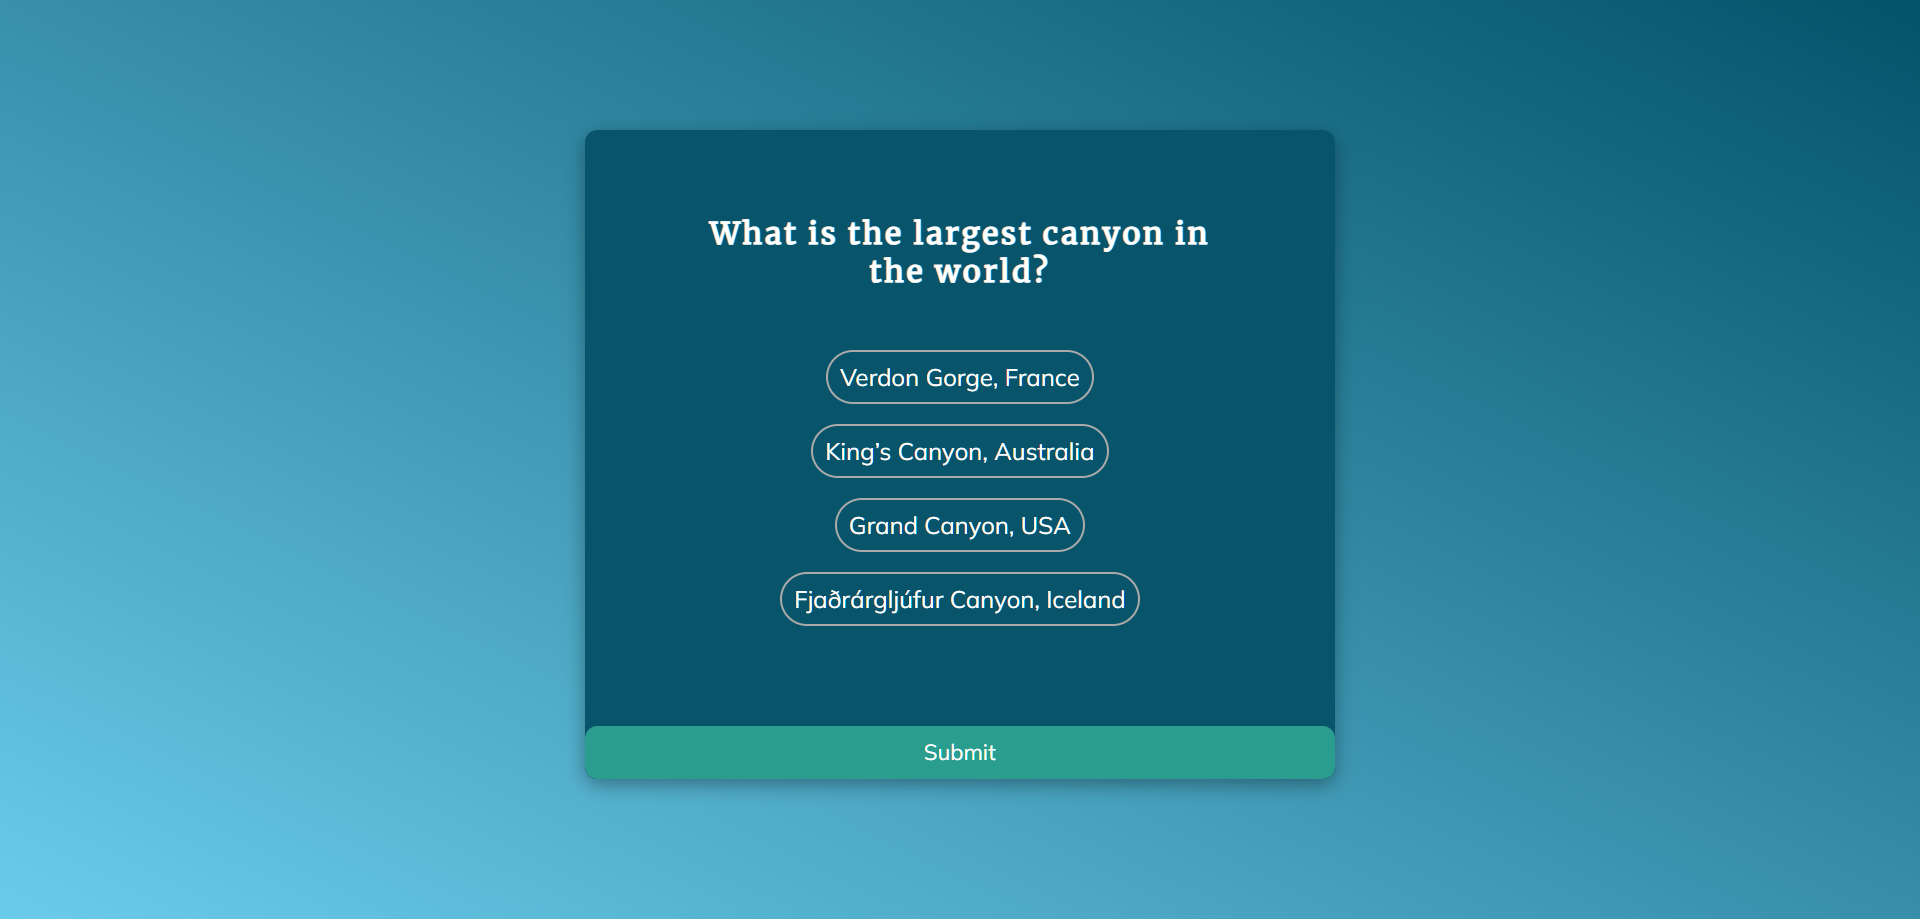 What is the largest canyon in
the world?
Verdon Gorge, France
King’s Canyon, Australia
Grand Canyon, USA
Fjaðrárgljúfur Canyon, Iceland
Submit